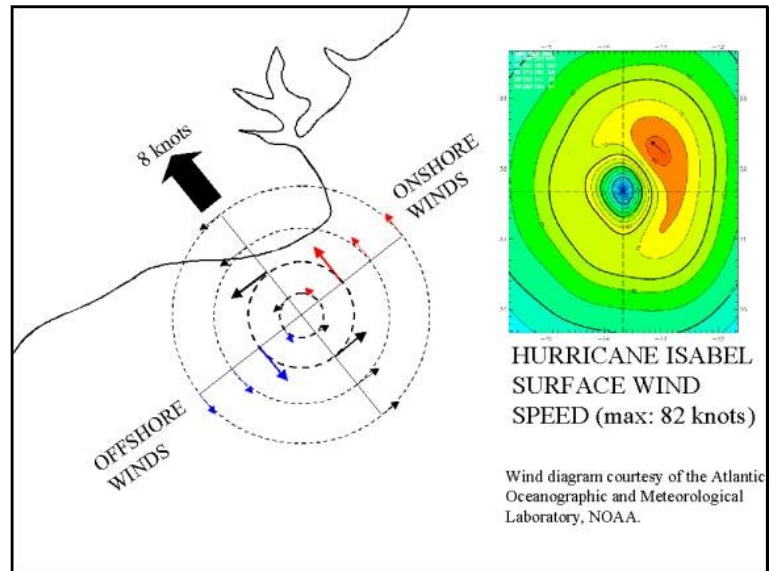 8 knots
ONSHORE
WINDS
OFFSHORE
WINDS
HURRICANE ISABEL
SURFACE WIND
SPEED (max: 82 knots)
Wind diagram courtesy of the Atlantic
Oceanographic and Meteorological
Laboratory, NOAA.